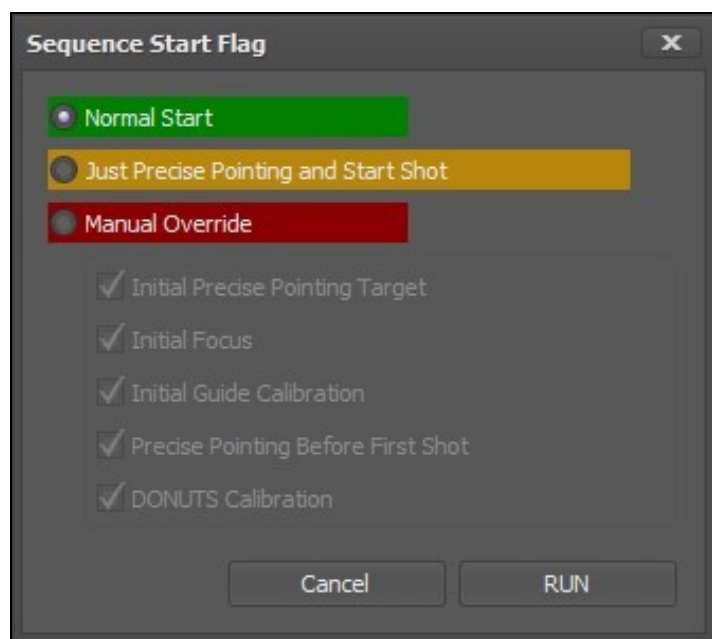 Sequence Start Flag
Normal Start
Just Precise Pointing and Start Shot
Manual Override
Initial Precise Pointing Target
Initial Focus
Initial Guide Calibration
Precise Pointing Before First Shot
DONUTS Calibration
Cancel RUN